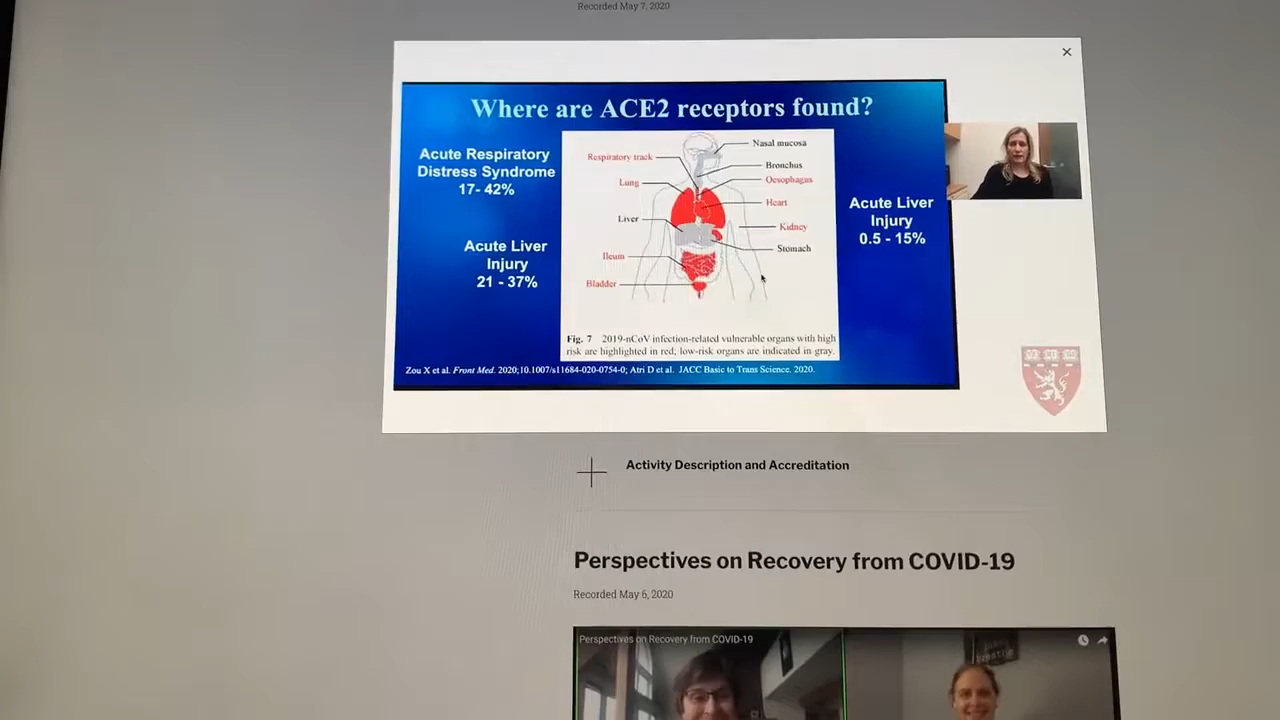 Recorded May 7, 2020
Where are ACE2 receptors found?
Acute Respiratory
Distress Syndrome
17- 42%
Acute Liver
Injury
21 - 37%
Respiratory track
Lung
Liver
Ileum
Bladder
Nasal mucosa
Bronchus
Oesophagus
Heart
Kidney
Stomach
Fig. 7 2019-nCoV infection-related vulnerable organs with high
risk are highlighted in red; low-risk organs are indicated in gray.
Acute Liver
Injury
0.5 - 15%
Zou X et al. Front Med. 2020;10.1007/s11684-020-0754-0; Atri D et al. JACC Basic to Trans Science. 2020.
Activity Description and Accreditation
Perspectives on Recovery from COVID-19
Recorded May 6, 2020
Perspectives on Recovery from COVID-19